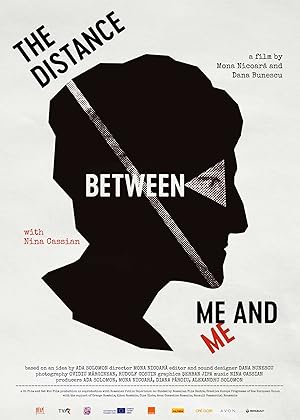 THE
DISTANCE
a film by
Mona Nicoară and
Dana Bunescu
BETWEEN
with
Nina Cassian
ME AND
ME
based on an idea by ADA SOLOMON director MONA NICOARĂ editor and sound designer DANA BUNESCU
photography OVIDIU MĂRGINEAN, RUDOLF COSTIN graphics ȘERBAN JIPA music NINA CASSIAN
producers ADA SOLOMON, MONA NICOARĂ, DIANA PĂROIU, ALEXANDRU SOLOMON